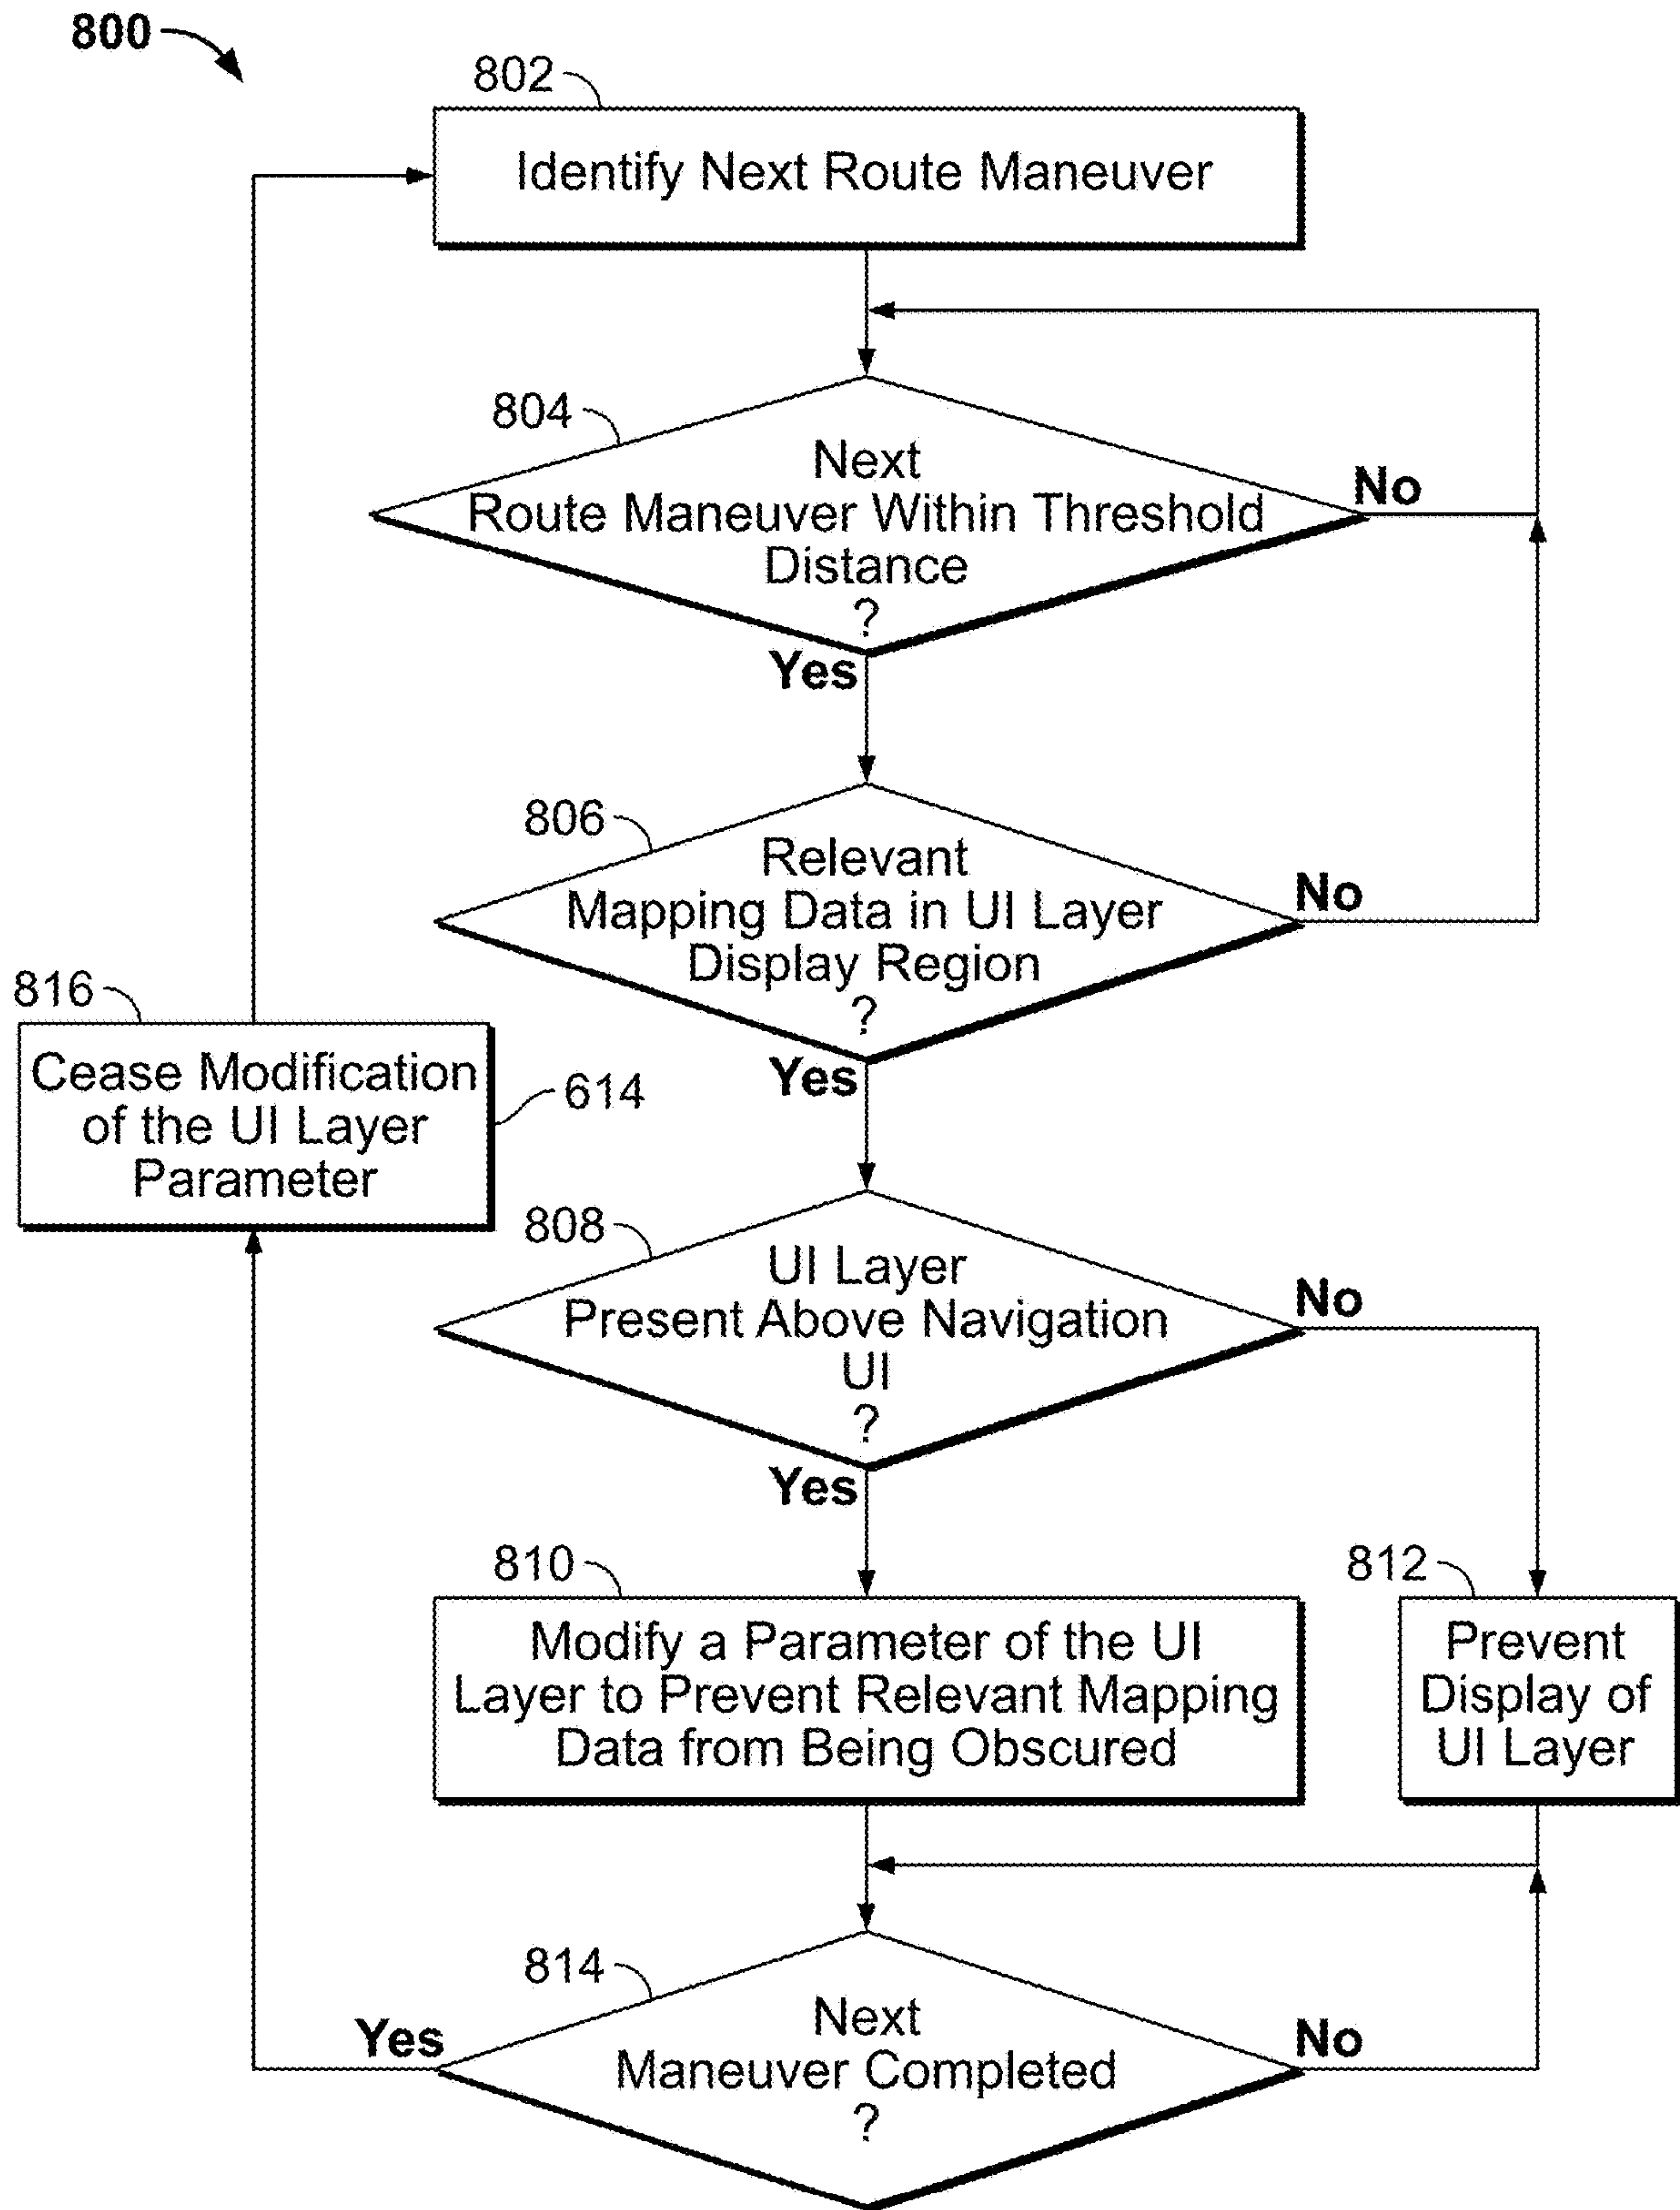 800
802
Identify Next Route Maneuver
804
Next
Route Maneuver Within Threshold
Distance
?
No
Yes
806
Relevant
Mapping Data in UI Layer
Display Region
?
No
Yes
816
Cease Modification
of the UI Layer
Parameter
614
808
UI Layer
Present Above Navigation
UI
?
No
Yes
810
Modify a Parameter of the UI
Layer to Prevent Relevant Mapping
Data from Being Obscured
812
Prevent
Display of
UI Layer
814
Next
Maneuver Completed
?
Yes
No